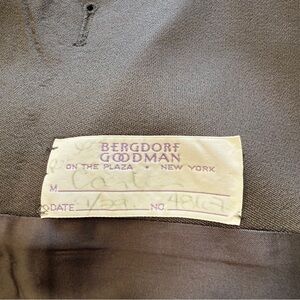 BERGDORF
GOODMAN
ON THE PLAZA • NEW YORK
M
DATE NO.